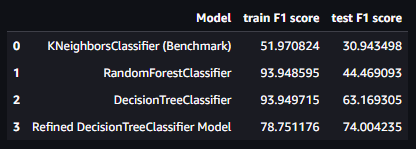 Model train F1 score test F1 score
0 KNeighborsClassifier (Benchmark) 51.970824 30.943498
1 RandomForestClassifier 93.948595 44.469093
2 DecisionTreeClassifier 93.949715 63.169305
3 Refined DecisionTreeClassifier Model 78.751176 74.004235